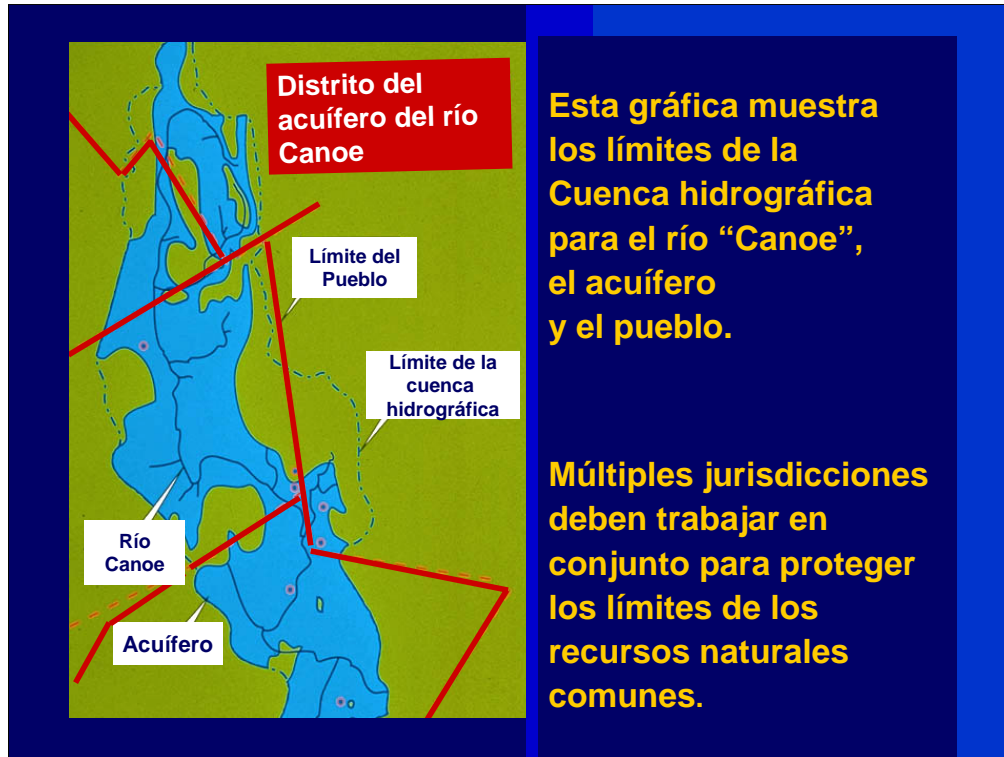 Distrito del
acuífero del río
Canoe
Límite del
Pueblo
Límite de la
cuenca
hidrográfica
Río
Canoe
Acuífero
Esta gráfica muestra
los límites de la
Cuenca hidrográfica
para el río “Canoe”,
el acuífero
y el pueblo.
Múltiples jurisdicciones
deben trabajar en
conjunto para proteger
los límites de los
recursos naturales
comunes.